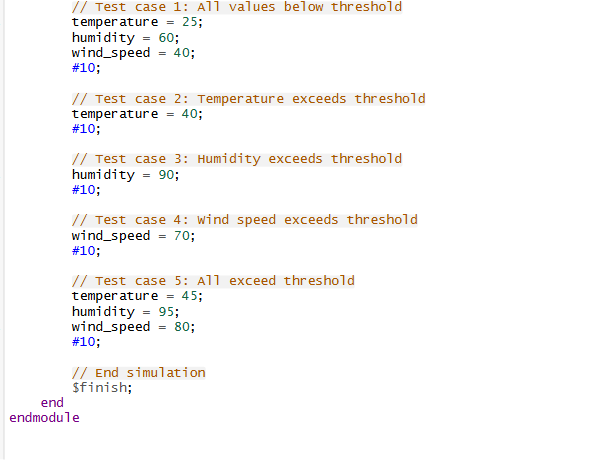 // Test case 1: All values below threshold
temperature = 25;
humidity = 60;
wind_speed = 40;
#10;
// Test case 2: Temperature exceeds threshold
temperature = 40;
#10;
// Test case 3: Humidity exceeds threshold
humidity = 90;
#10;
// Test case 4: Wind speed exceeds threshold
wind_speed = 70;
#10;
// Test case 5: All exceed threshold
temperature = 45;
humidity = 95;
wind_speed = 80;
#10;
// End simulation
$finish;
end
endmodule